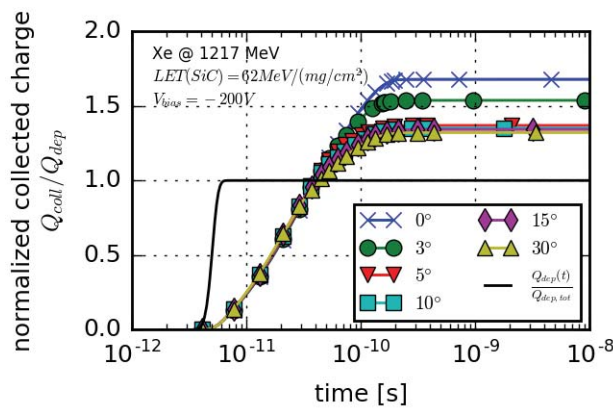 2.0
1.5
1.0
0.5
0.0
normalized collected charge
Q_coll/Q_dep
Xe @ 1217 MeV
LET(SiC) = 62MeV/(mg/cm²)
V_bias = −200V
0°
3°
5°
10°
15°
30°
Q_dep(t)
Q_dep,tot
10⁻¹² 10⁻¹¹ 10⁻¹⁰ 10⁻⁹ 10⁻⁸
time [s]